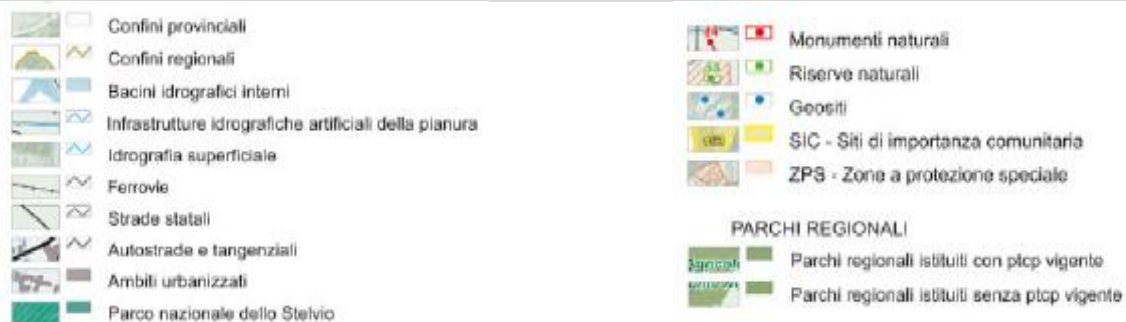 Confini provinciali
Confini regionali
Bacini idrografici interni
Infrastrutture idrografiche artificiali della pianura
Idrografia superficiale
Ferrovie
Strade statali
Autostrade e tangenziali
Ambiti urbanizzati
Parco nazionale dello Stelvio
Monumenti naturali
Riserve naturali
Geositi
SIC - Siti di importanza comunitaria
ZPS - Zone a protezione speciale
PARCHI REGIONALI
Parchi regionali istituiti con ptcp vigente
Parchi regionali istituiti senza ptcp vigente